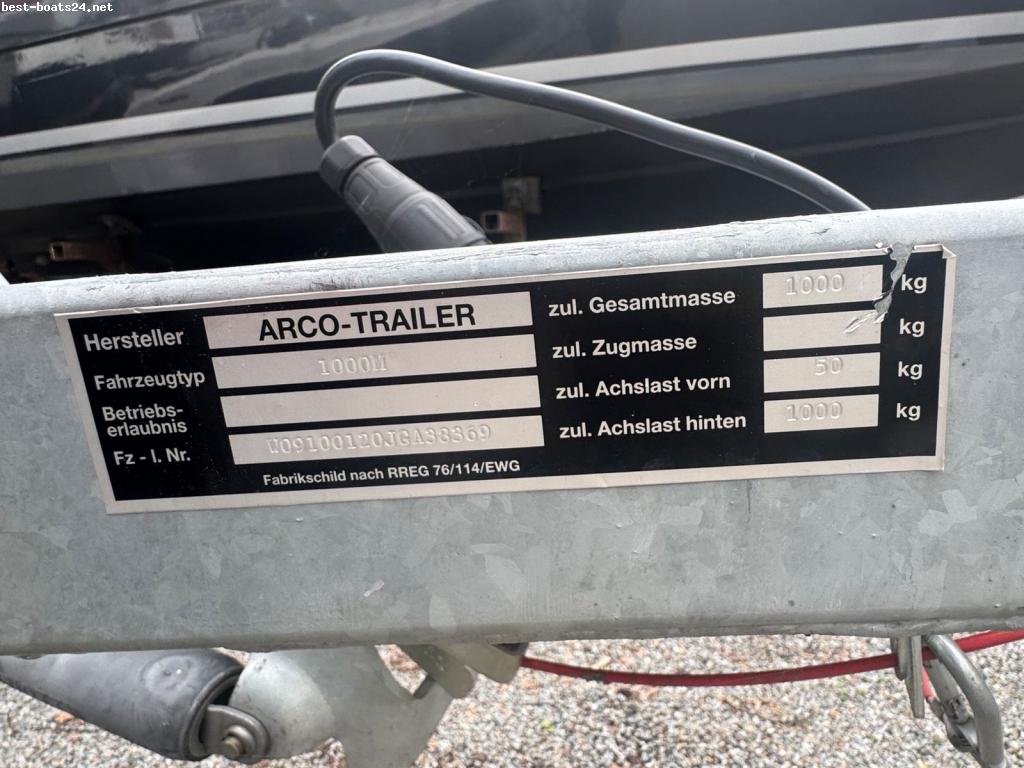 best-boats24.net
Hersteller ARCO-TRAILER
Fahrzeugtyp 1000M
Betriebs-
erlaubnis
Fz - I. Nr. W09100120JGA38369
Fabrikschild nach RREG 76/114/EWG
zul. Gesamtmasse 1000 kg
zul. Zugmasse kg
zul. Achslast vorn 50 kg
zul. Achslast hinten 1000 kg